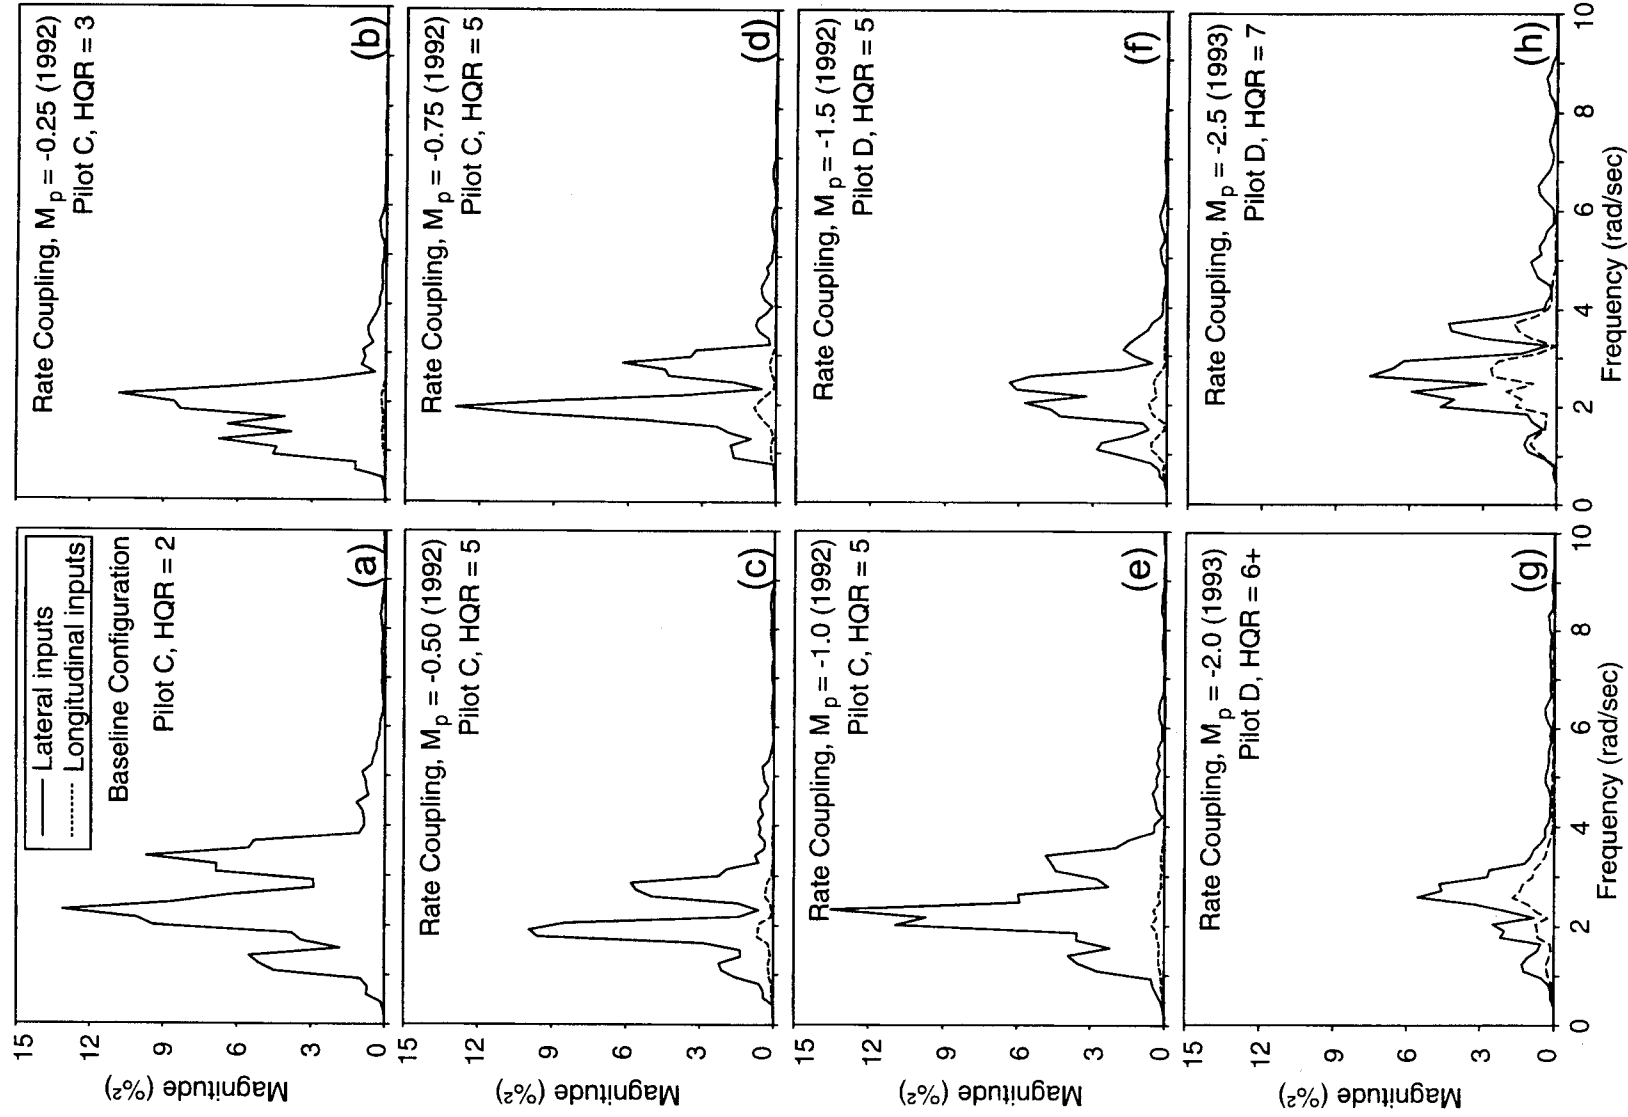 Lateral inputs
Longitudinal inputs
Baseline Configuration
Pilot C, HQR = 2
(a)
15
12
9
6
3
0
Magnitude (%²)
Rate Coupling, Mp = -0.25 (1992)
Pilot C, HQR = 3
(b)
Rate Coupling, Mp = -0.50 (1992)
Pilot C, HQR = 5
(c)
15
12
9
6
3
0
Magnitude (%²)
Rate Coupling, Mp = -0.75 (1992)
Pilot C, HQR = 5
(d)
Rate Coupling, Mp = -1.0 (1992)
Pilot C, HQR = 5
(e)
15
12
9
6
3
0
Magnitude (%²)
Rate Coupling, Mp = -1.5 (1992)
Pilot D, HQR = 5
(f)
Rate Coupling, Mp = -2.0 (1993)
Pilot D, HQR = 6+
(g)
15
12
9
6
3
0
Magnitude (%²)
0 2 4 6 8 10
Frequency (rad/sec)
Rate Coupling, Mp = -2.5 (1993)
Pilot D, HQR = 7
(h)
0 2 4 6 8 10
Frequency (rad/sec)